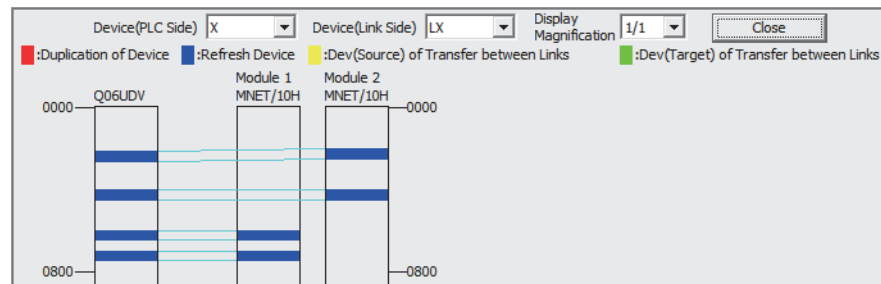 Device(PLC Side) X Device(Link Side) LX Display Magnification 1/1 Close
:Duplication of Device :Refresh Device :Dev(Source) of Transfer between Links :Dev(Target) of Transfer between Links
Module 1 Module 2
Q06UDV MNET/10H MNET/10H
0000 0000
0800 0800